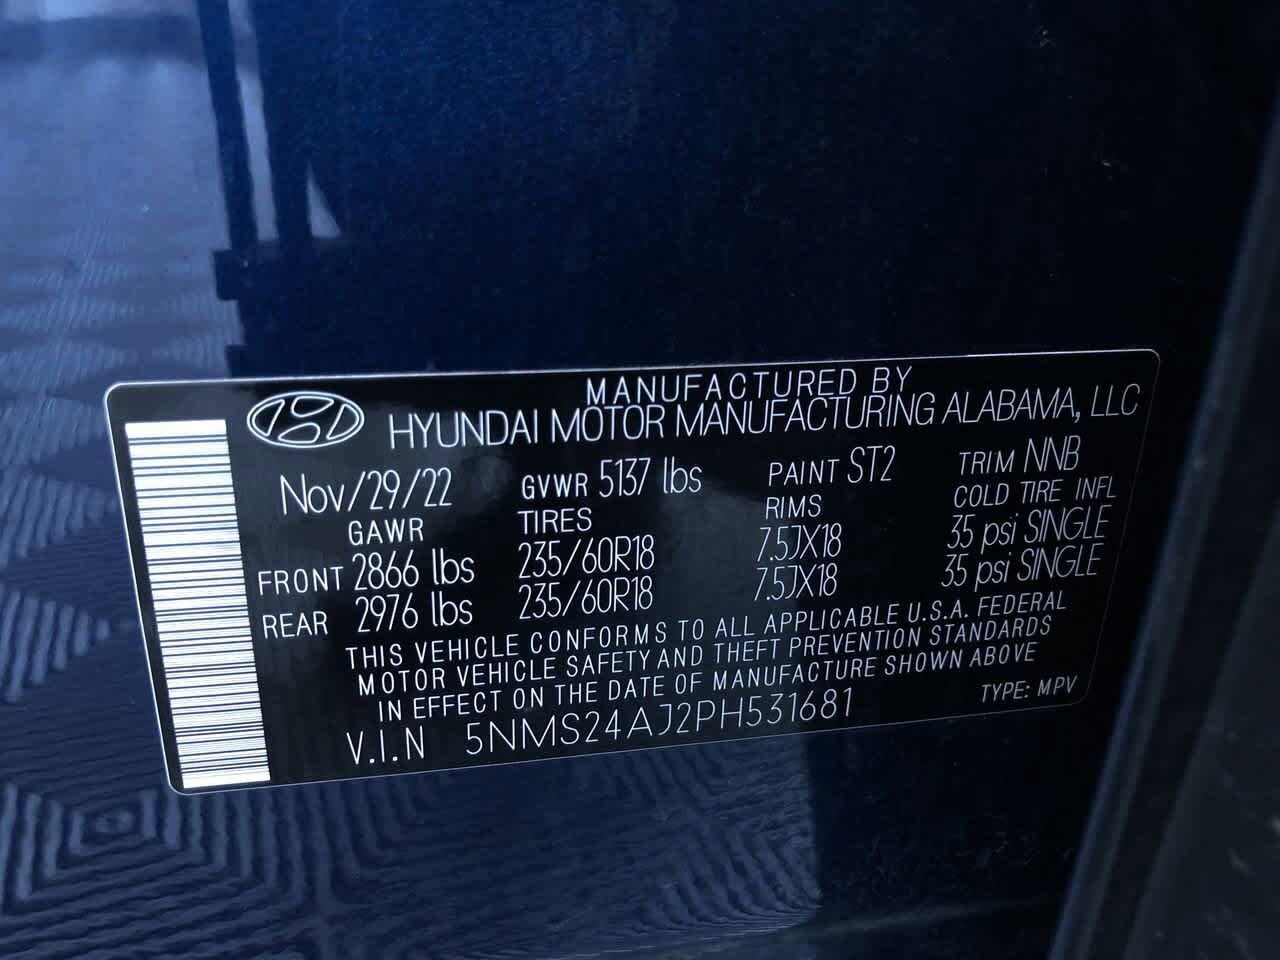 MANUFACTURED BY
HYUNDAI MOTOR MANUFACTURING ALABAMA, LLC
Nov/29/22 GVWR 5137 lbs PAINT ST2 TRIM NNB
GAWR TIRES RIMS COLD TIRE INFL
FRONT 2866 lbs 235/60R18 7.5JX18 35 psi SINGLE
REAR 2976 lbs 235/60R18 7.5JX18 35 psi SINGLE
THIS VEHICLE CONFORMS TO ALL APPLICABLE U.S.A. FEDERAL
MOTOR VEHICLE SAFETY AND THEFT PREVENTION STANDARDS
IN EFFECT ON THE DATE OF MANUFACTURE SHOWN ABOVE
V.I.N 5NMS24AJ2PH531681 TYPE: MPV